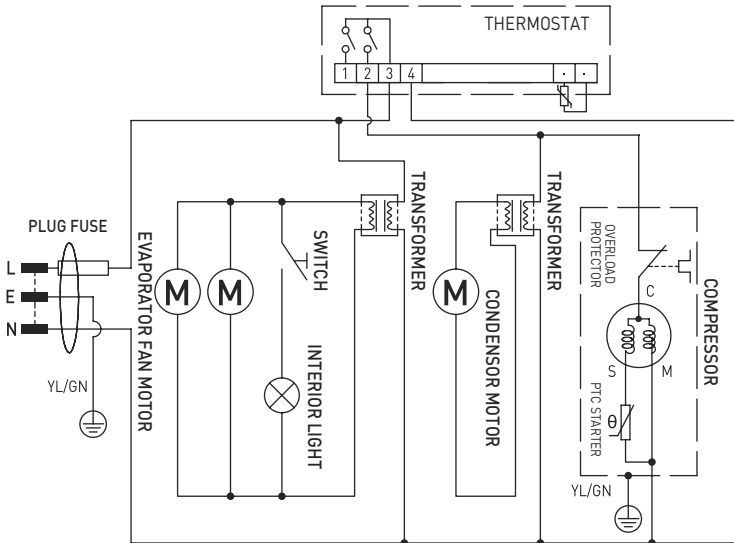 THERMOSTAT
1 2 3 4
PLUG FUSE
L
E
N
YL/GN
EVAPORATOR FAN MOTOR
M
M
SWITCH
INTERIOR LIGHT
TRANSFORMER
M
CONDENSOR MOTOR
TRANSFORMER
OVERLOAD
PROTECTOR
COMPRESSOR
C
S
M
θ
PTC STARTER
YL/GN